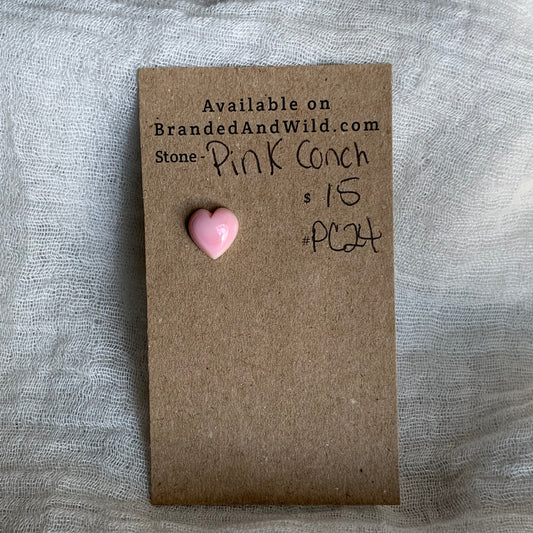 Available on
BrandedAndWild.com
Stone - Pink Conch
$ 15
#PC24